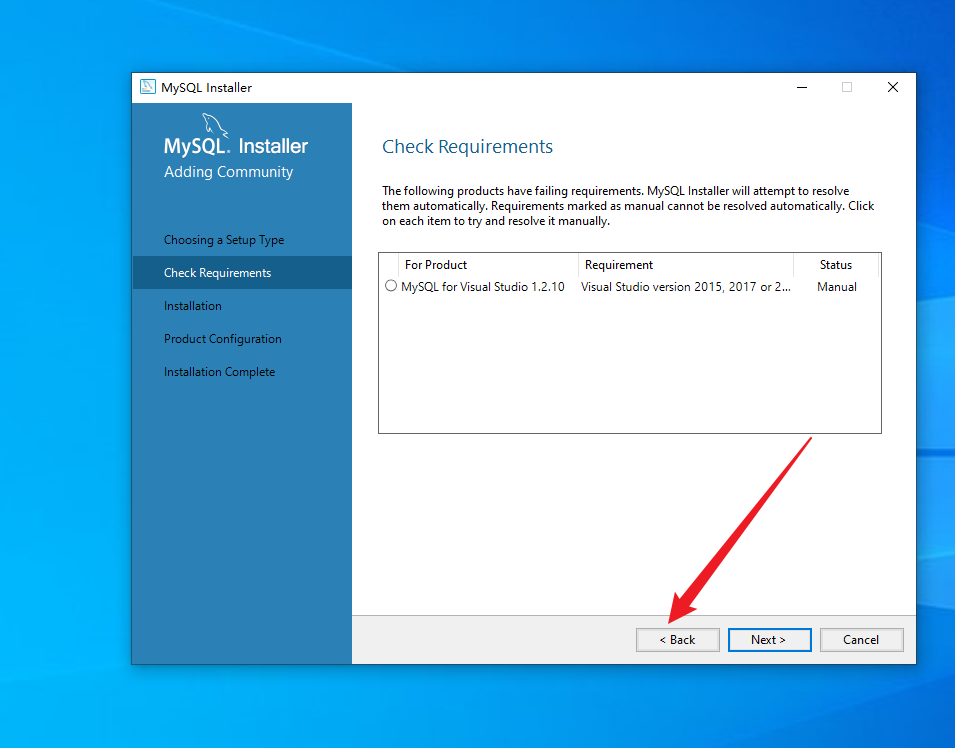 MySQL Installer
MySQL. Installer
Adding Community
Choosing a Setup Type
Check Requirements
Installation
Product Configuration
Installation Complete
Check Requirements
The following products have failing requirements. MySQL Installer will attempt to resolve
them automatically. Requirements marked as manual cannot be resolved automatically. Click
on each item to try and resolve it manually.
For Product Requirement Status
MySQL for Visual Studio 1.2.10 Visual Studio version 2015, 2017 or 2... Manual
< Back Next > Cancel